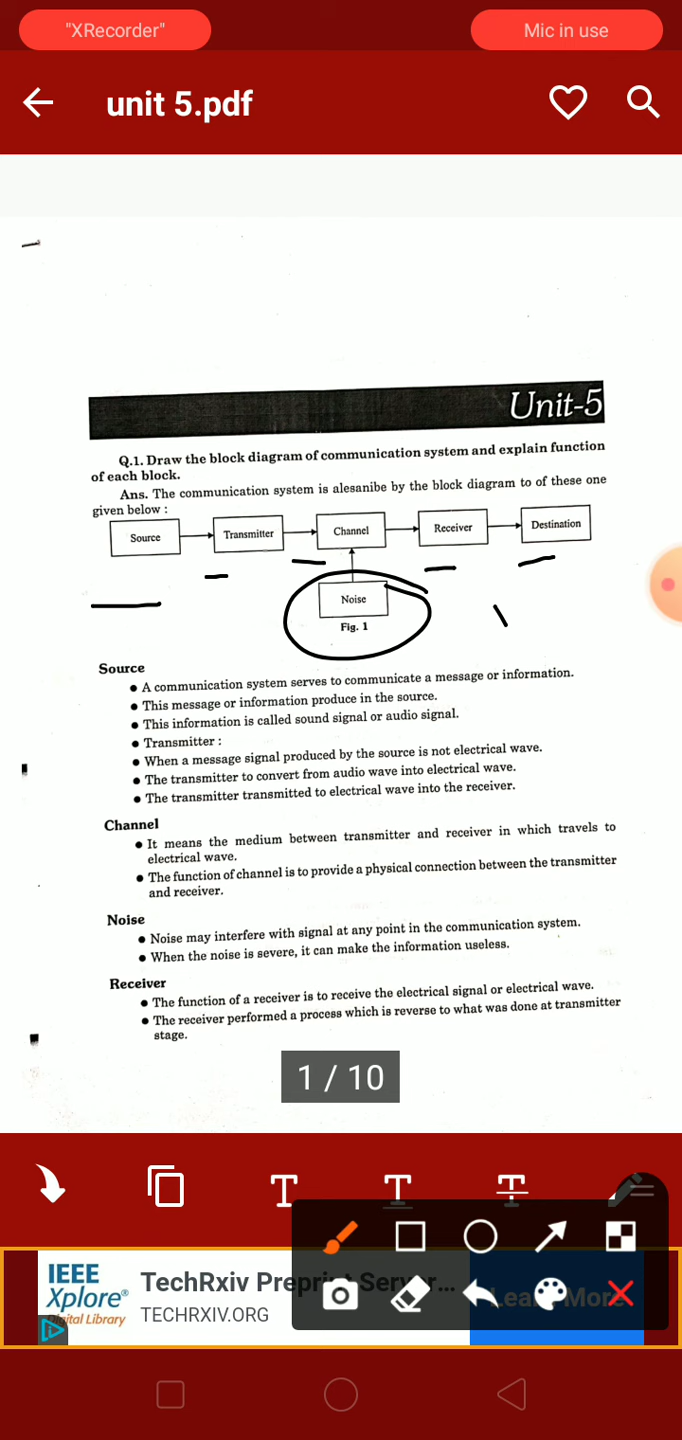 "XRecorder"
Mic in use
unit 5.pdf
Unit-5
Q.1. Draw the block diagram of communication system and explain function
of each block.
Ans. The communication system is alesanibe by the block diagram to of these one
given below :
Source
Transmitter
Channel
Receiver
Destination
Noise
Fig. 1
Source
● A communication system serves to communicate a message or information.
● This message or information produce in the source.
● This information is called sound signal or audio signal.
● Transmitter :
● When a message signal produced by the source is not electrical wave.
● The transmitter to convert from audio wave into electrical wave.
● The transmitter transmitted to electrical wave into the receiver.
Channel
● It means the medium between transmitter and receiver in which travels to
electrical wave.
● The function of channel is to provide a physical connection between the transmitter
and receiver.
Noise
● Noise may interfere with signal at any point in the communication system.
● When the noise is severe, it can make the information useless.
Receiver
● The function of a receiver is to receive the electrical signal or electrical wave.
● The receiver performed a process which is reverse to what was done at transmitter
stage.
1 / 10
T
T
T
IEEE
Xplore®
Digital Library
TechRxiv Preprint Server...
TECHRXIV.ORG
Learn More